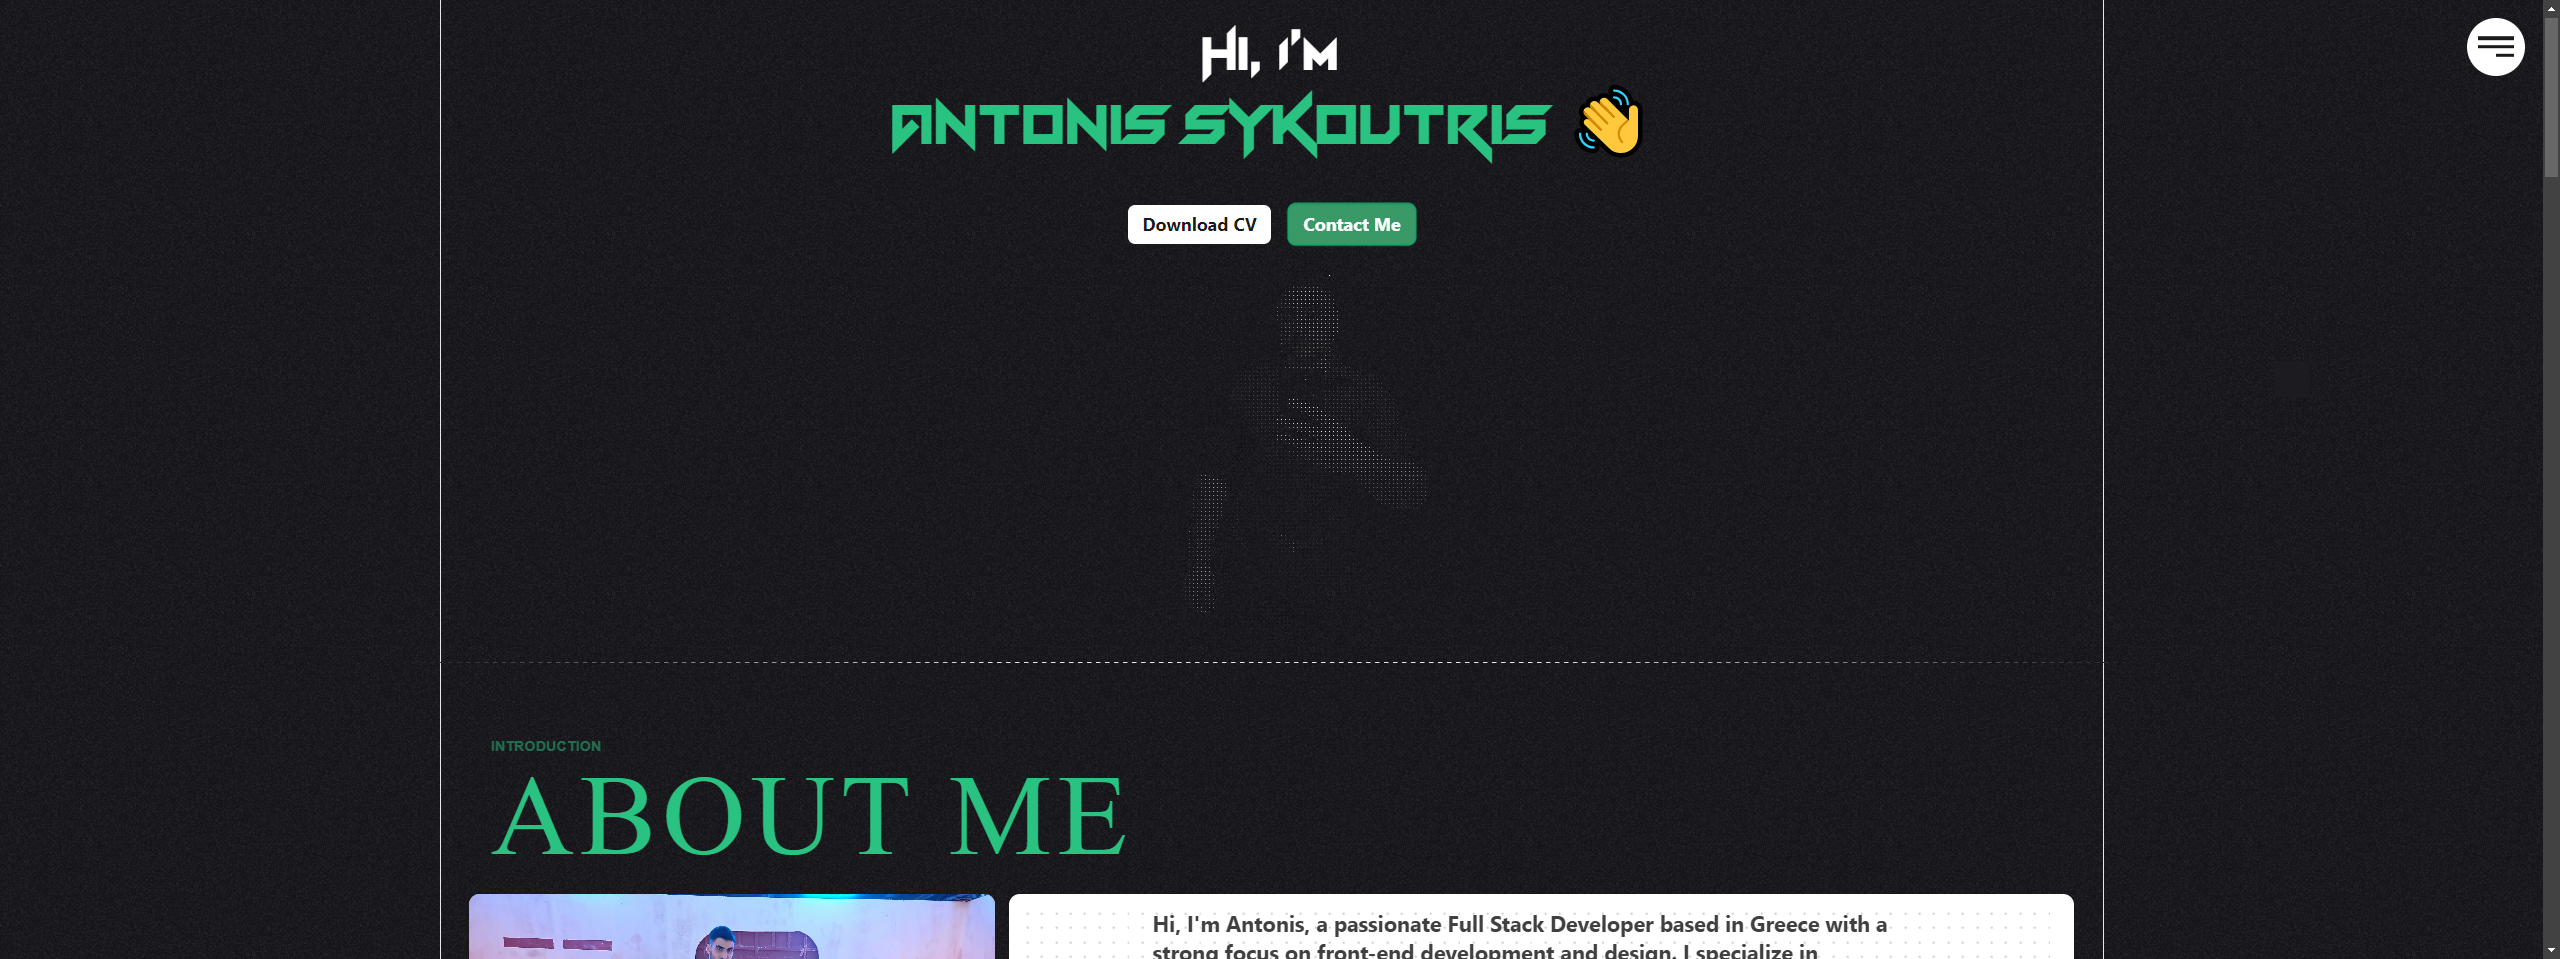 Hi, I'm
ANTONIS SYKOUTRIS
Download CV
Contact Me
INTRODUCTION
ABOUT ME
Hi, I'm Antonis, a passionate Full Stack Developer based in Greece with a
strong focus on front-end development and design. I specialize in